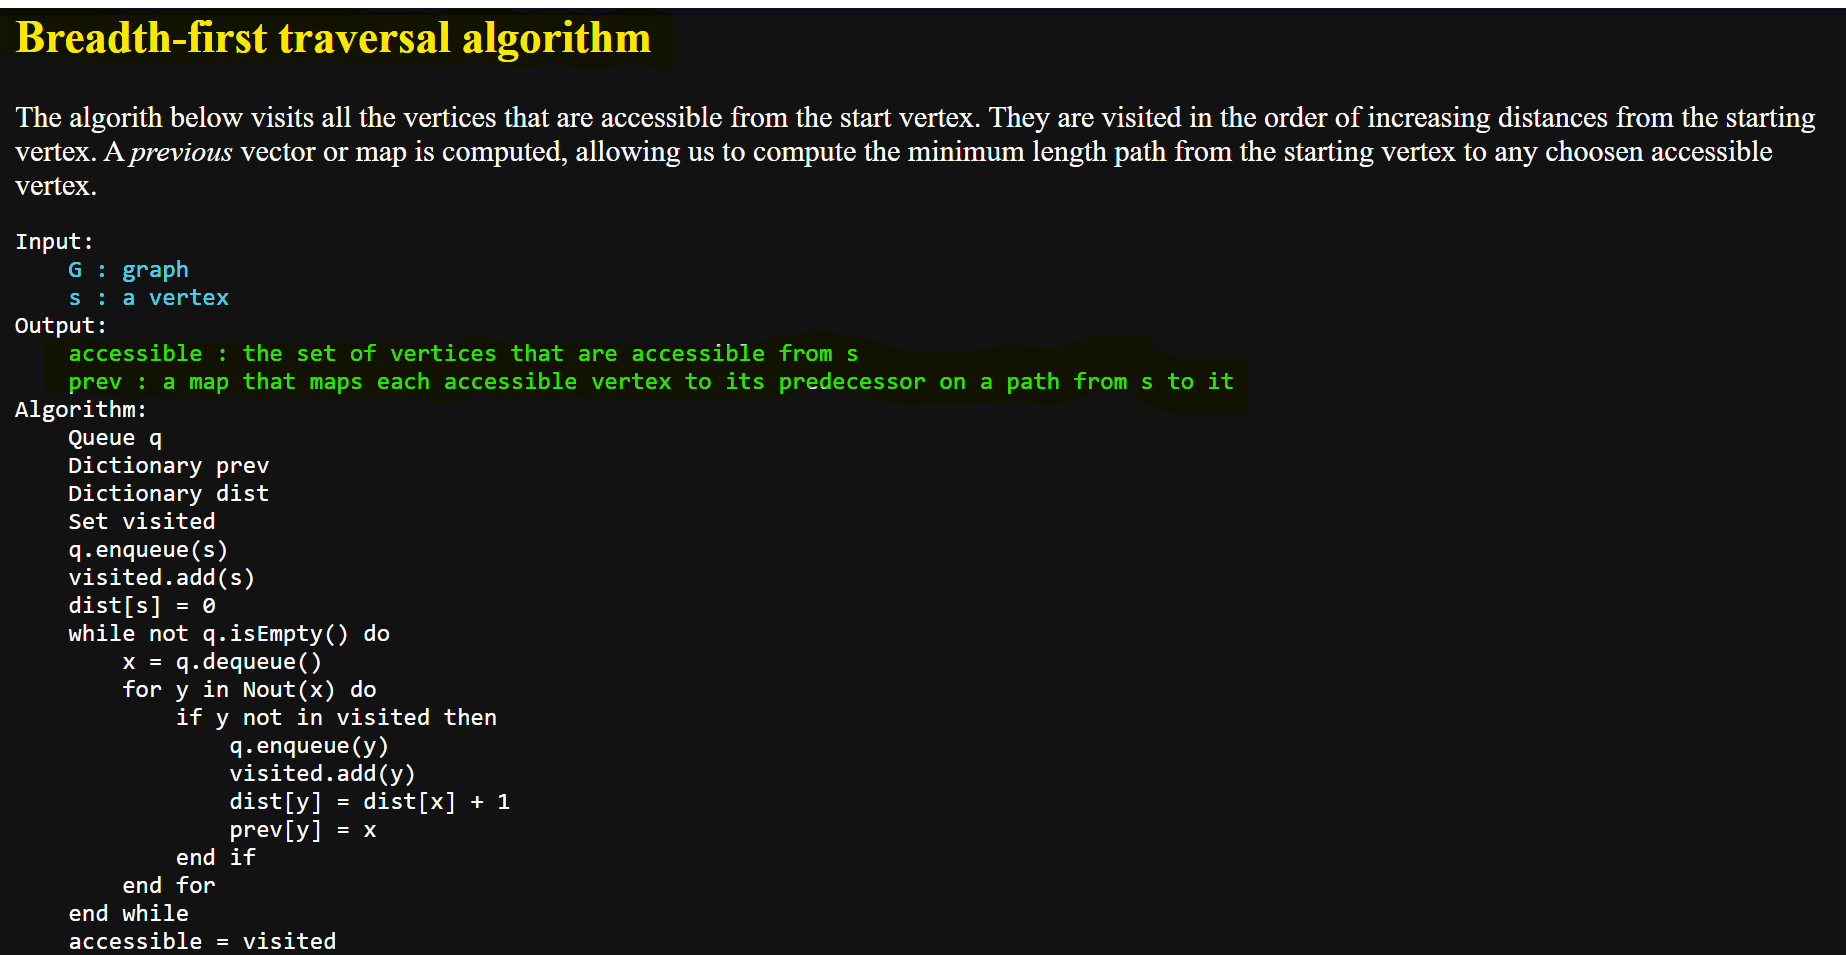 Breadth-first traversal algorithm
The algorith below visits all the vertices that are accessible from the start vertex. They are visited in the order of increasing distances from the starting
vertex. A previous vector or map is computed, allowing us to compute the minimum length path from the starting vertex to any choosen accessible
vertex.
Input:
    G : graph
    s : a vertex
Output:
    accessible : the set of vertices that are accessible from s
    prev : a map that maps each accessible vertex to its predecessor on a path from s to it
Algorithm:
    Queue q
    Dictionary prev
    Dictionary dist
    Set visited
    q.enqueue(s)
    visited.add(s)
    dist[s] = 0
    while not q.isEmpty() do
        x = q.dequeue()
        for y in Nout(x) do
            if y not in visited then
                q.enqueue(y)
                visited.add(y)
                dist[y] = dist[x] + 1
                prev[y] = x
            end if
        end for
    end while
    accessible = visited